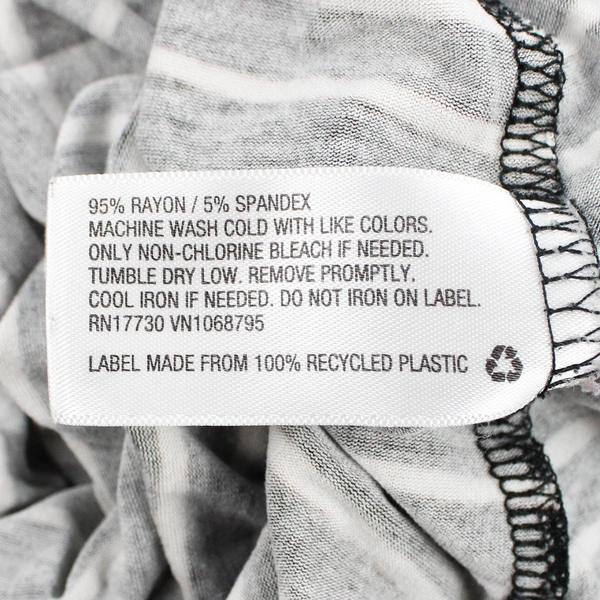 95% RAYON / 5% SPANDEX
MACHINE WASH COLD WITH LIKE COLORS.
ONLY NON-CHLORINE BLEACH IF NEEDED.
TUMBLE DRY LOW. REMOVE PROMPTLY.
COOL IRON IF NEEDED. DO NOT IRON ON LABEL.
RN17730 VN1068795
LABEL MADE FROM 100% RECYCLED PLASTIC